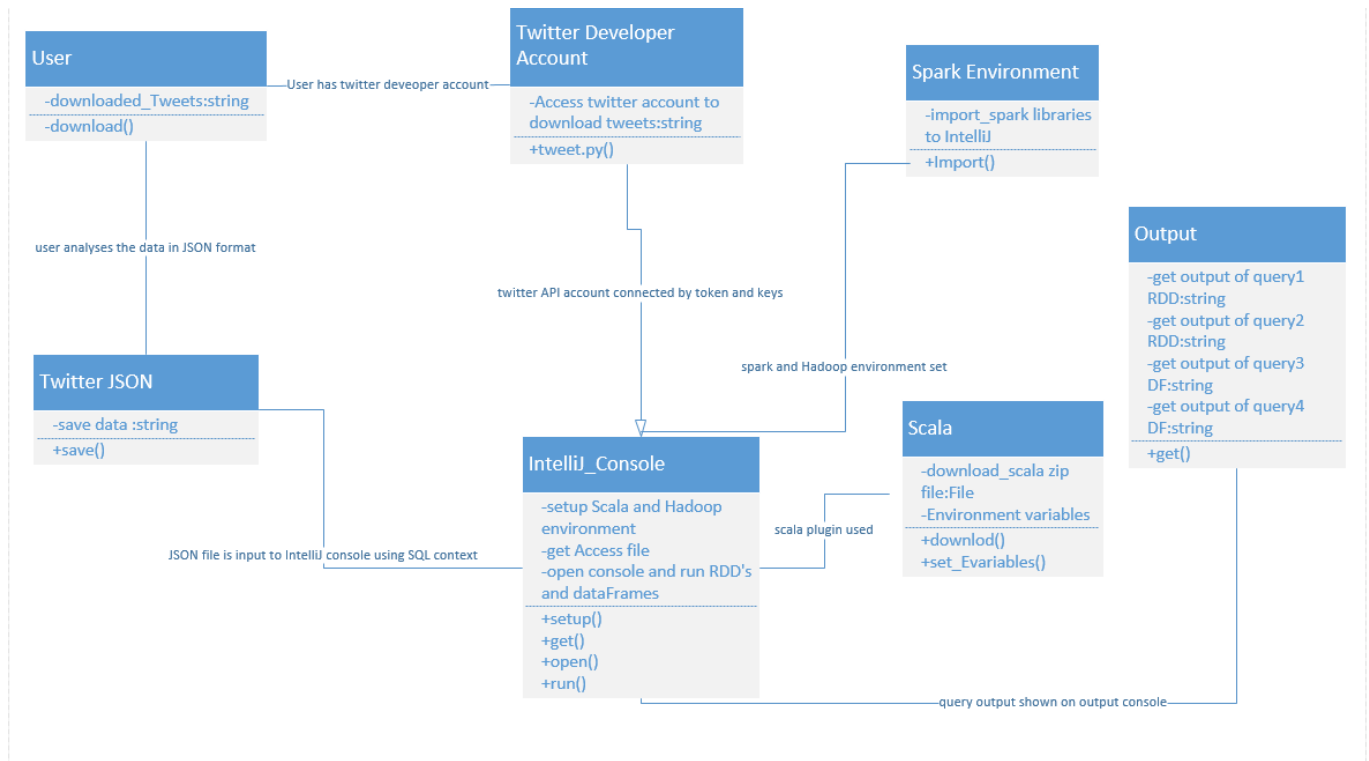 User
-downloaded_Tweets:string
-download()
User has twitter deveoper account
Twitter Developer
Account
-Access twitter account to
download tweets:string
+tweet.py()
Spark Environment
-import_spark libraries
to IntelliJ
+Import()
Output
-get output of query1
RDD:string
-get output of query2
RDD:string
-get output of query3
DF:string
-get output of query4
DF:string
+get()
user analyses the data in JSON format
twitter API account connected by token and keys
spark and Hadoop environment set
Twitter JSON
-save data :string
+save()
JSON file is input to IntelliJ console using SQL context
IntelliJ_Console
-setup Scala and Hadoop
environment
-get Access file
-open console and run RDD's
and dataFrames
+setup()
+get()
+open()
+run()
scala plugin used
Scala
-download_scala zip
file:File
-Environment variables
+downlod()
+set_Evariables()
query output shown on output console